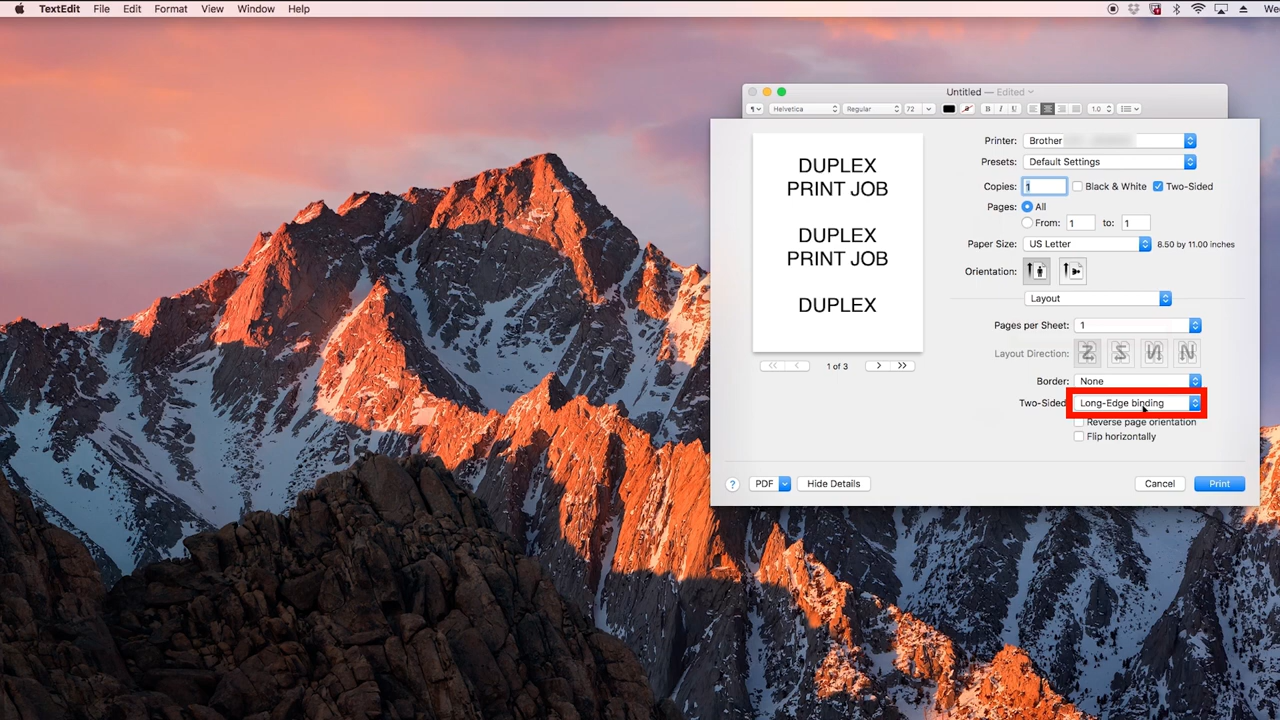 TextEdit File Edit Format View Window Help We
Untitled — Edited
Helvetica Regular 72 B I U 1.0
DUPLEX
PRINT JOB
DUPLEX
PRINT JOB
DUPLEX
1 of 3
Printer: Brother
Presets: Default Settings
Copies: 1 Black & White Two-Sided
Pages: All
From: 1 to: 1
Paper Size: US Letter 8.50 by 11.00 inches
Orientation:
Layout
Pages per Sheet: 1
Layout Direction:
Border: None
Two-Sided Long-Edge binding
Reverse page orientation
Flip horizontally
? PDF Hide Details Cancel Print